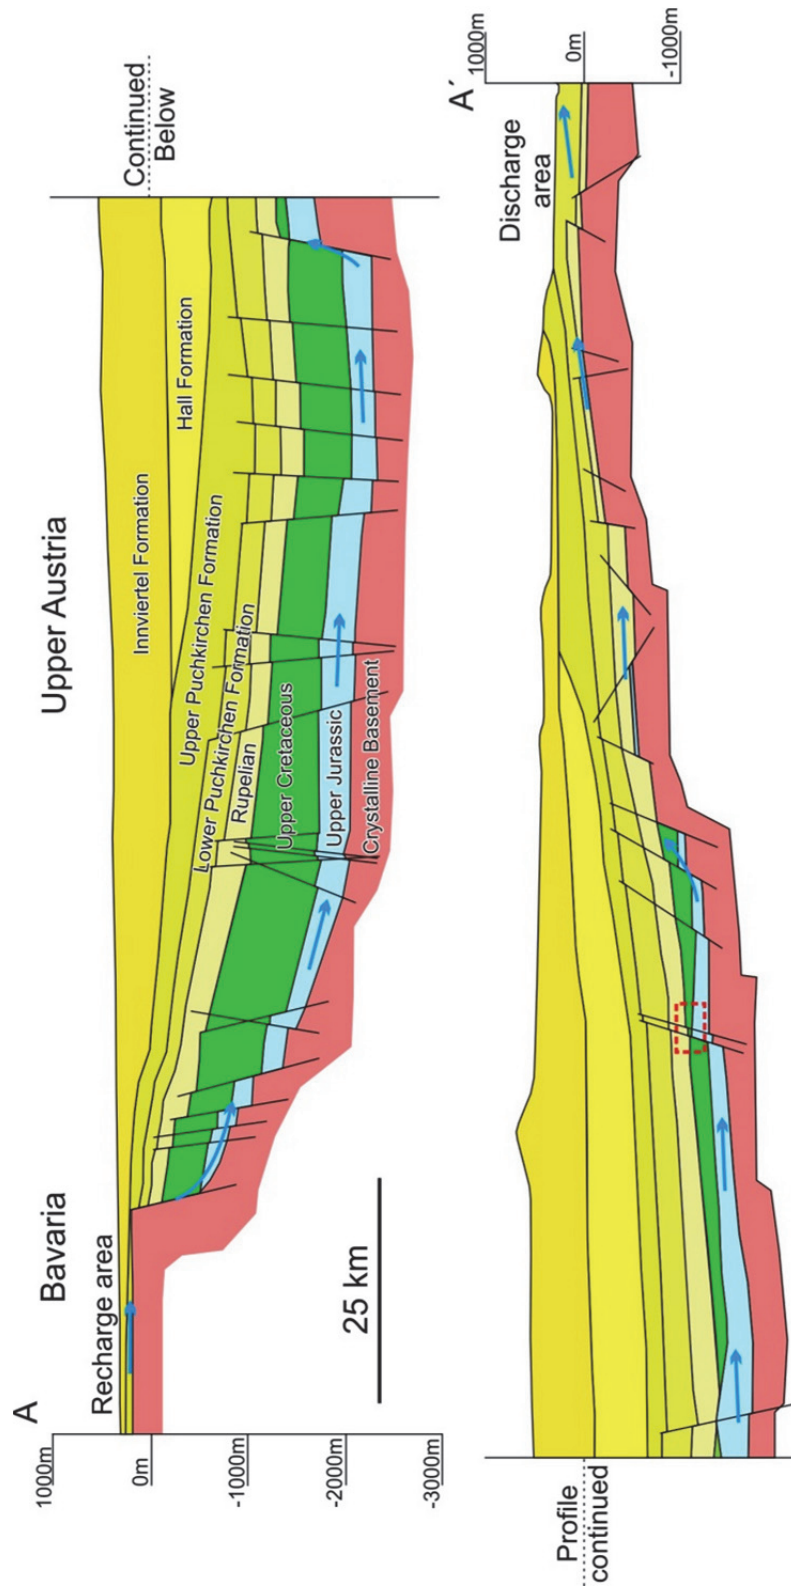 A
Bavaria
Upper Austria
Recharge area
Continued
Below
1000m
0m
-1000m
-2000m
-3000m
Innviertel Formation
Hall Formation
Upper Puchkirchen Formation
Lower Puchkirchen Formation
Rupelian
Upper Cretaceous
Upper Jurassic
Crystalline Basement
25 km
Profile
continued
Discharge
area
A´
1000m
0m
-1000m